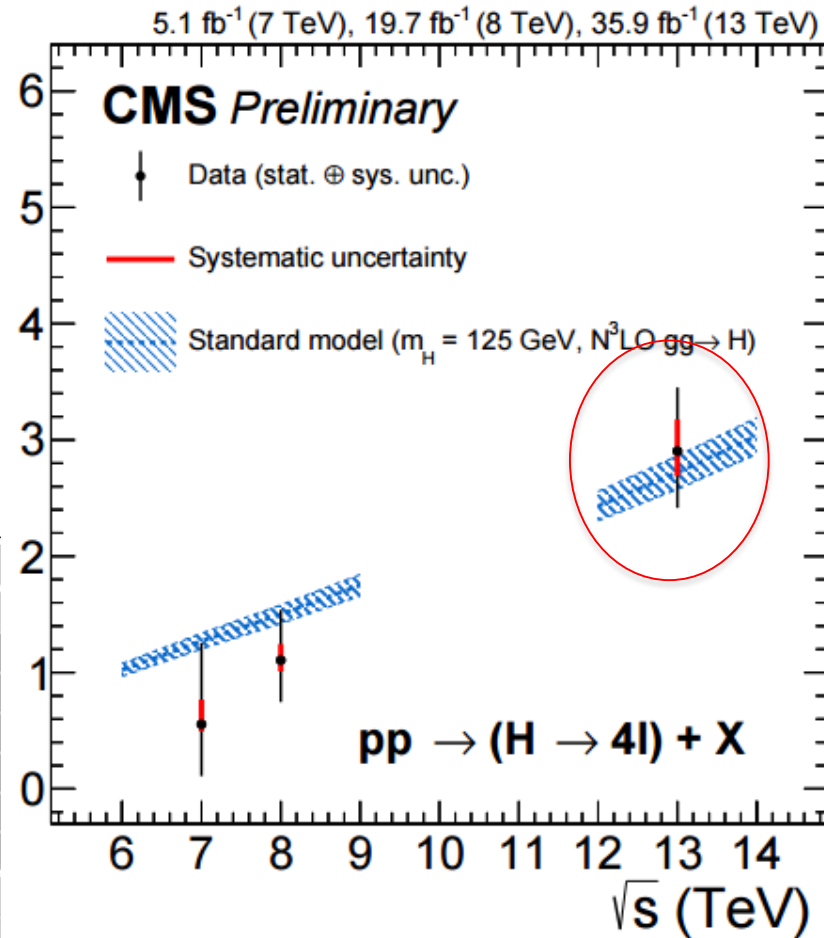 5.1 fb⁻¹ (7 TeV), 19.7 fb⁻¹ (8 TeV), 35.9 fb⁻¹ (13 TeV)
CMS Preliminary
Data (stat. ⊕ sys. unc.)
Systematic uncertainty
Standard model (m_H = 125 GeV, N³LO gg→ H)
6
5
4
3
2
1
0
pp → (H → 4l) + X
6 7 8 9 10 11 12 13 14
√s (TeV)